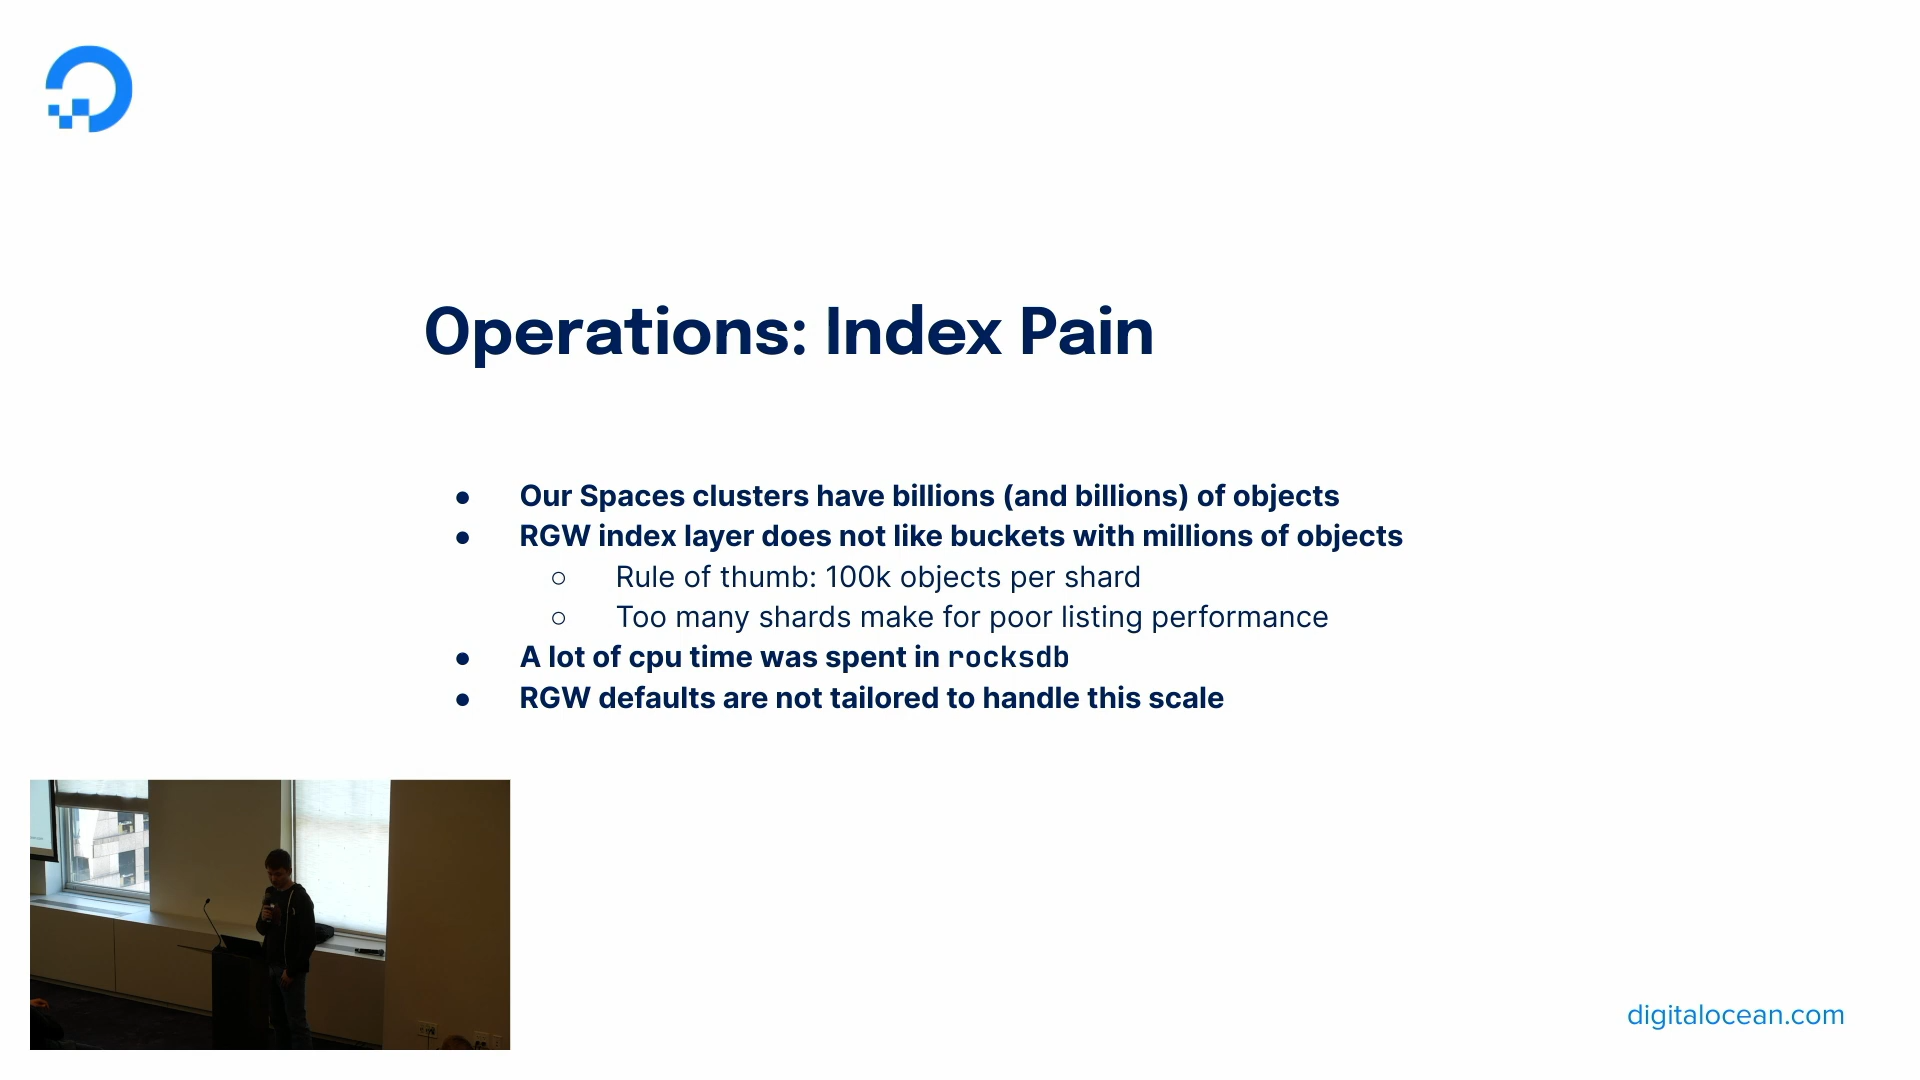 Operations: Index Pain
● Our Spaces clusters have billions (and billions) of objects
● RGW index layer does not like buckets with millions of objects
○ Rule of thumb: 100k objects per shard
○ Too many shards make for poor listing performance
● A lot of cpu time was spent in rocksdb
● RGW defaults are not tailored to handle this scale
digitalocean.com